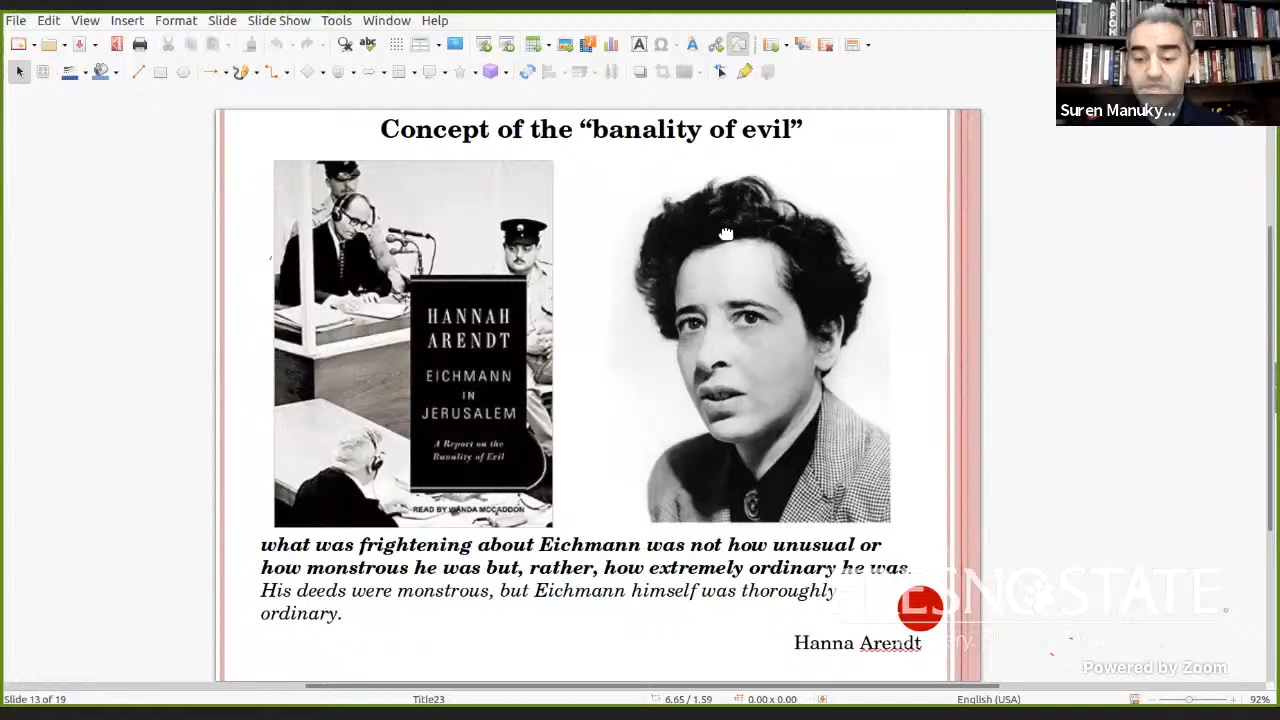 File Edit View Insert Format Slide Slide Show Tools Window Help
Suren Manuky...
Concept of the “banality of evil”
HANNAH
ARENDT
EICHMANN
IN
JERUSALEM
A Report on the
Banality of Evil
READ BY WANDA MCCADDON
what was frightening about Eichmann was not how unusual or
how monstrous he was but, rather, how extremely ordinary he was.
His deeds were monstrous, but Eichmann himself was thoroughly
ordinary.
Hanna Arendt
FRESNO STATE
Powered by Zoom
Slide 13 of 19 Title23 6.65 / 1.59 0.00 x 0.00 English (USA) 92%